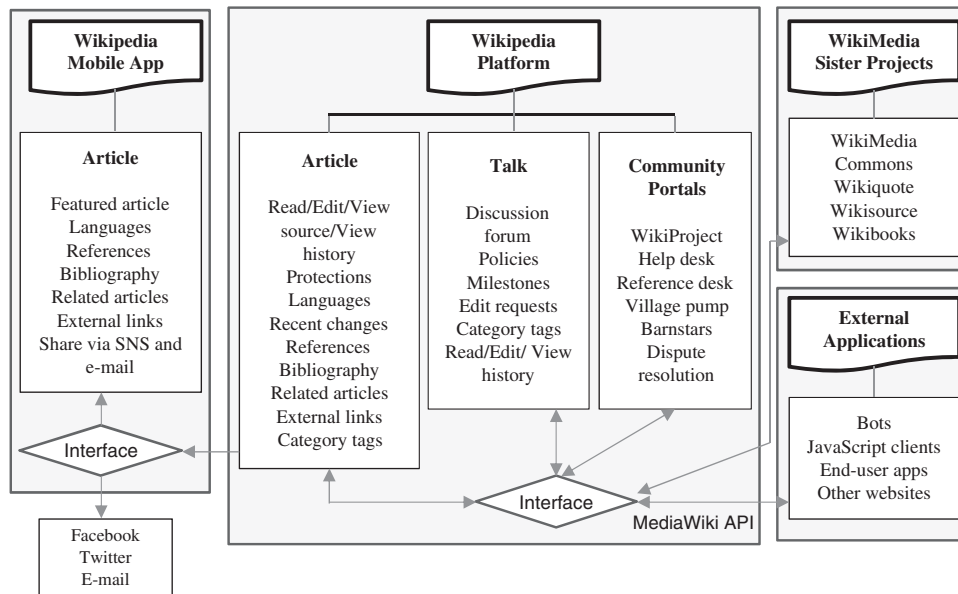 Wikipedia
Mobile App
Article
Featured article
Languages
References
Bibliography
Related articles
External links
Share via SNS and
e-mail
Interface
Facebook
Twitter
E-mail
Wikipedia
Platform
Article
Read/Edit/View
source/View
history
Protections
Languages
Recent changes
References
Bibliography
Related articles
External links
Category tags
Talk
Discussion
forum
Policies
Milestones
Edit requests
Category tags
Read/Edit/ View
history
Community
Portals
WikiProject
Help desk
Reference desk
Village pump
Barnstars
Dispute
resolution
Interface
MediaWiki API
WikiMedia
Sister Projects
WikiMedia
Commons
Wikiquote
Wikisource
Wikibooks
External
Applications
Bots
JavaScript clients
End-user apps
Other websites